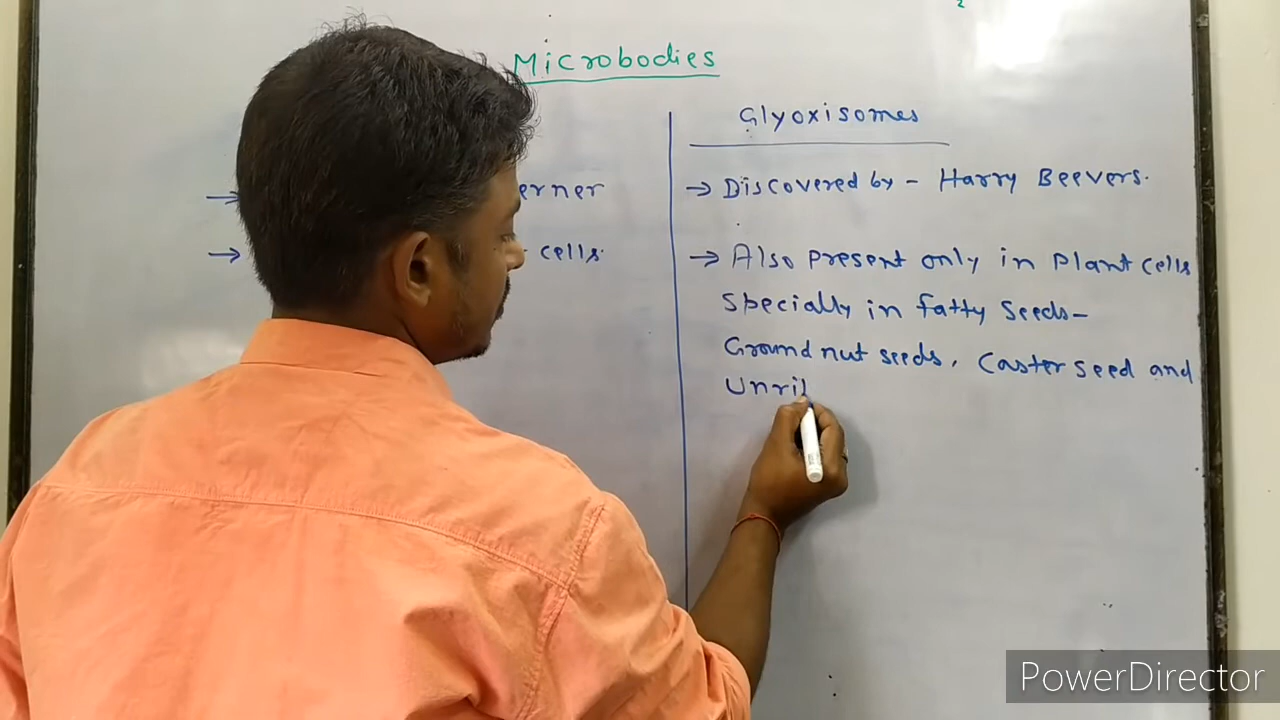 Microbodies
Glyoxisomes
→ erner
→ cells.
→ Discovered by - Harry Beevers.
→ Also present only in plant cells
specially in fatty seeds-
Ground nut seeds, Caster seed and
Unrip
PowerDirector